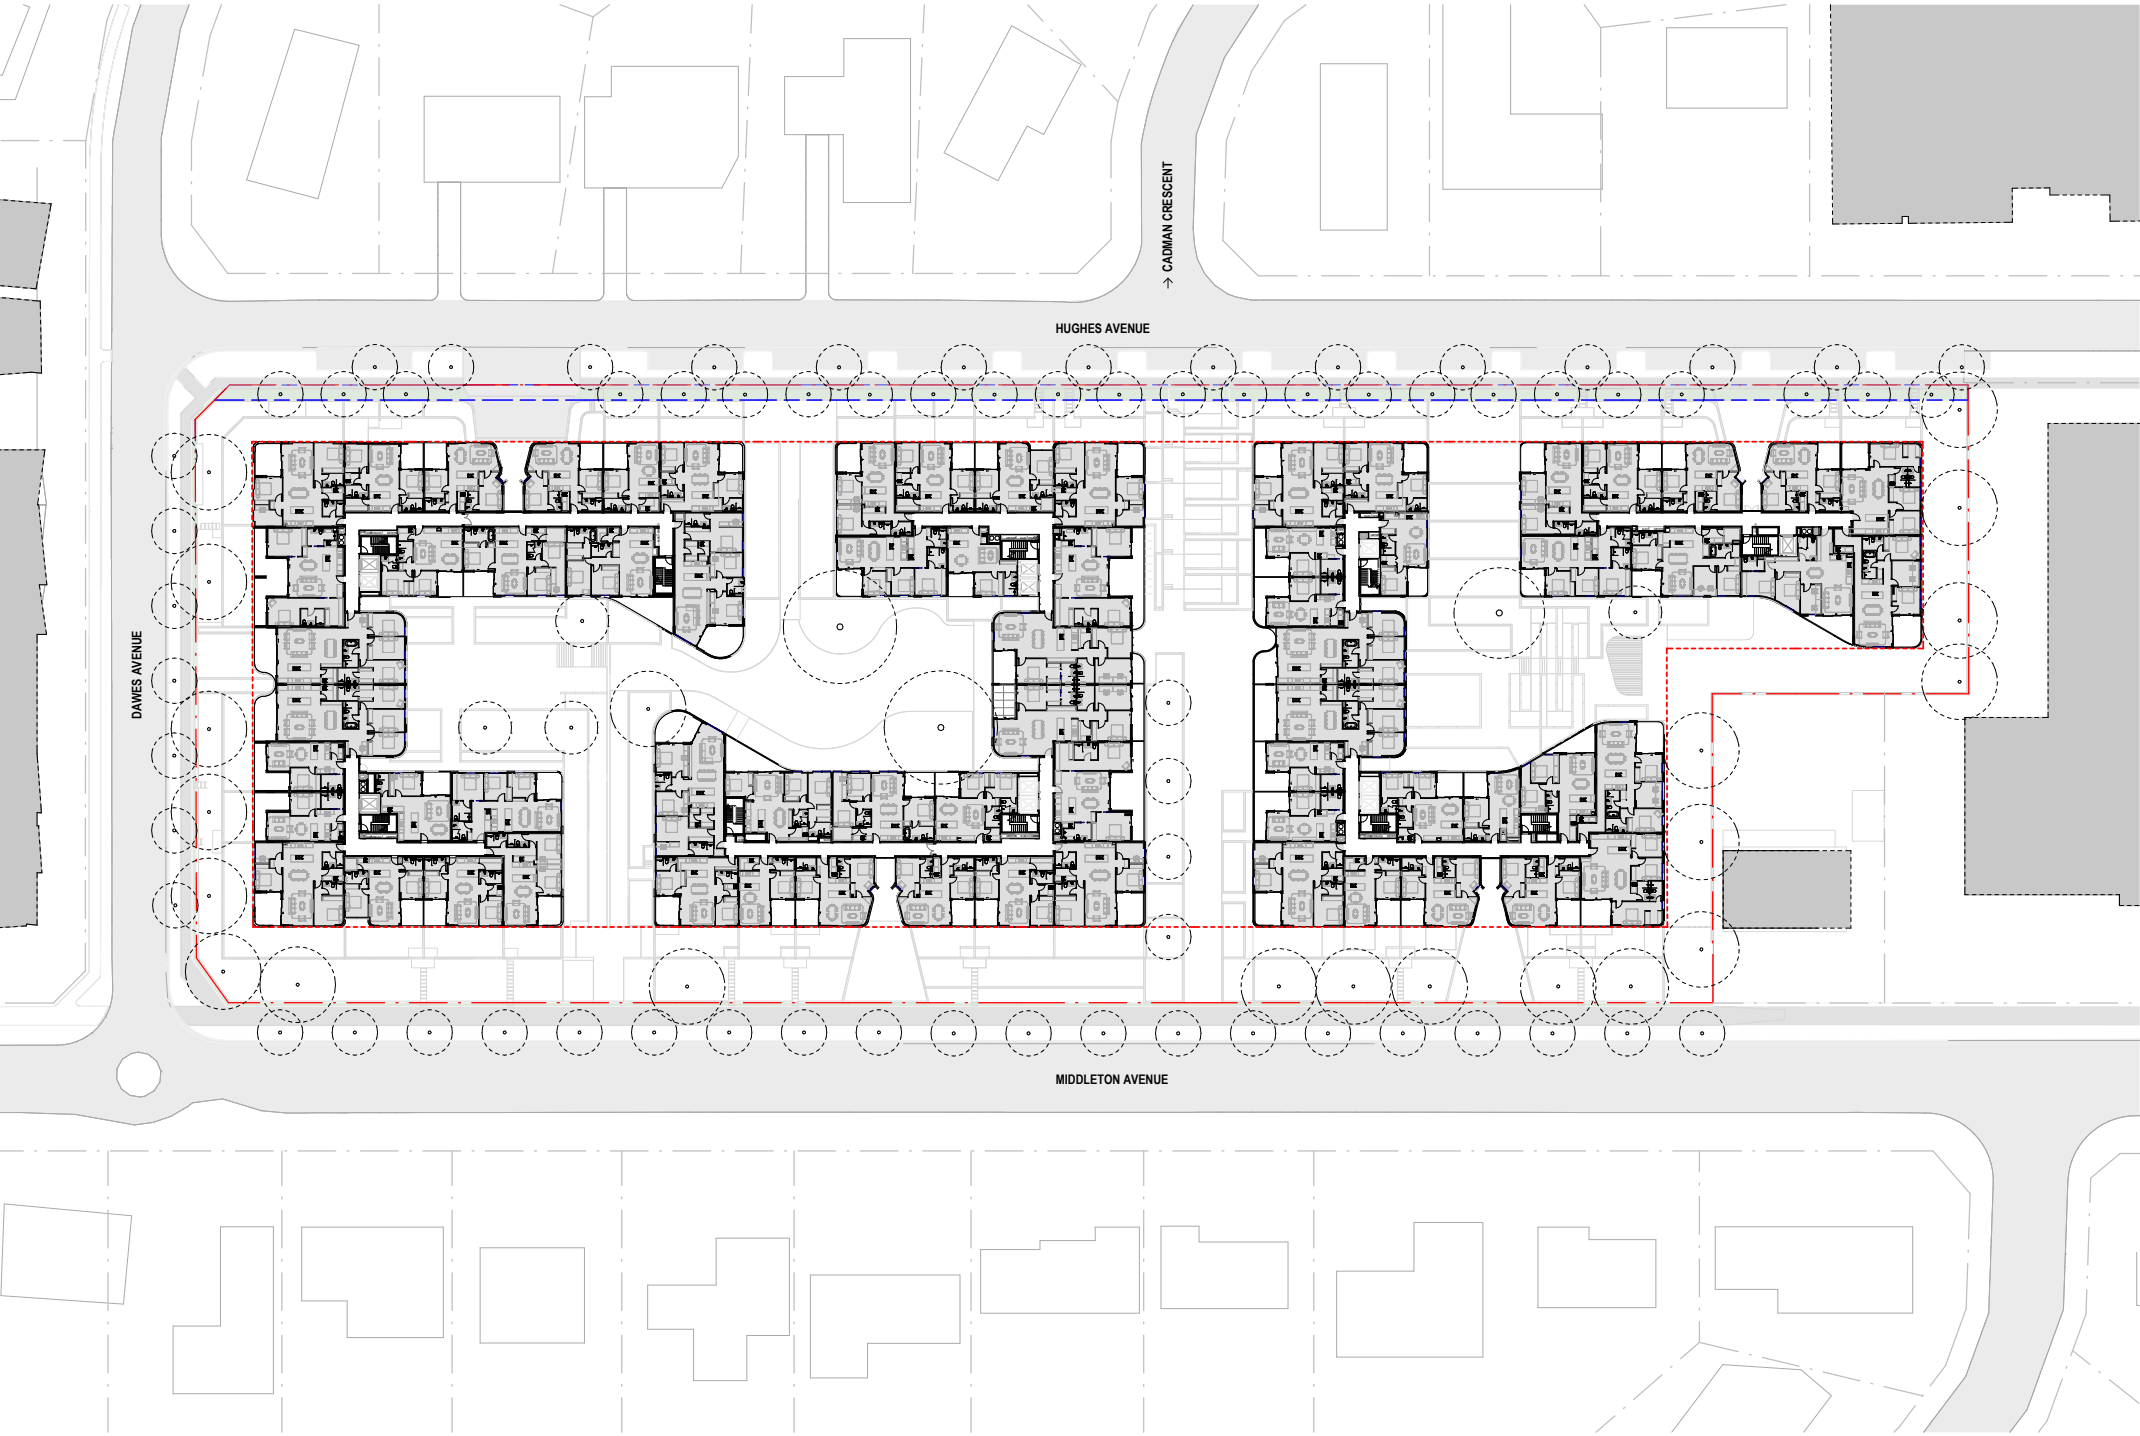 → CADMAN CRESCENT
HUGHES AVENUE
DAWES AVENUE
MIDDLETON AVENUE